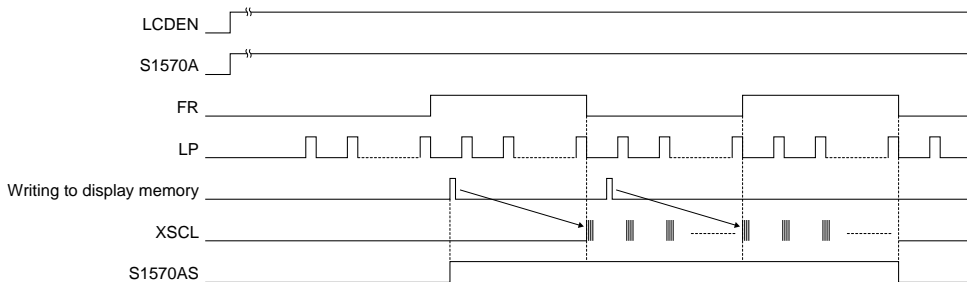 LCDEN
S1570A
FR
LP
Writing to display memory
XSCL
S1570AS